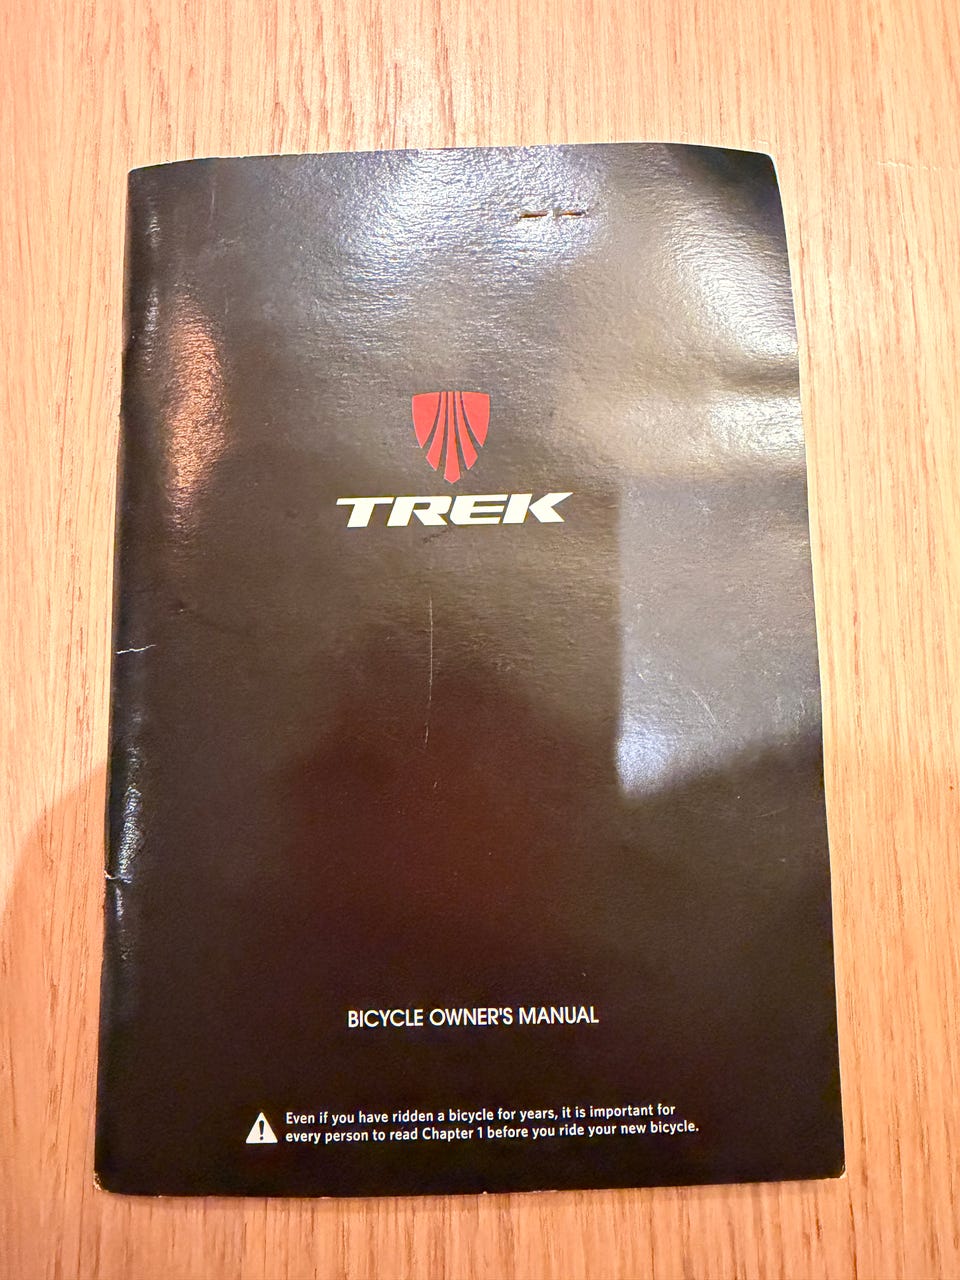 TREK
BICYCLE OWNER'S MANUAL
Even if you have ridden a bicycle for years, it is important for
every person to read Chapter 1 before you ride your new bicycle.